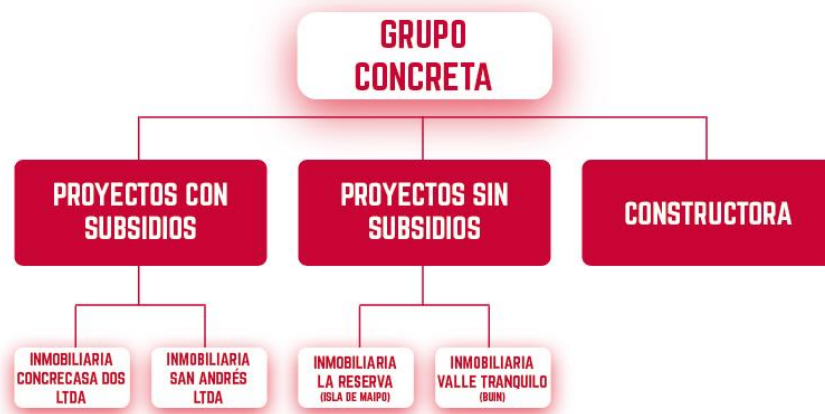 GRUPO
CONCRETA
PROYECTOS CON
SUBSIDIOS
PROYECTOS SIN
SUBSIDIOS
CONSTRUCTORA
INMOBILIARIA
CONCRECASA DOS
LTDA
INMOBILIARIA
SAN ANDRÉS
LTDA
INMOBILIARIA
LA RESERVA
(ISLA DE MAIPO)
INMOBILIARIA
VALLE TRANQUILO
(BUIN)